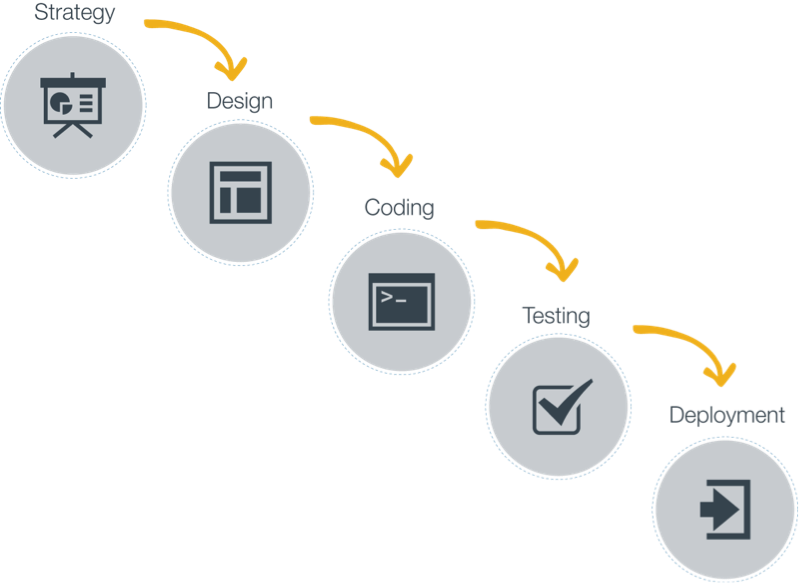 Strategy
Design
Coding
Testing
Deployment